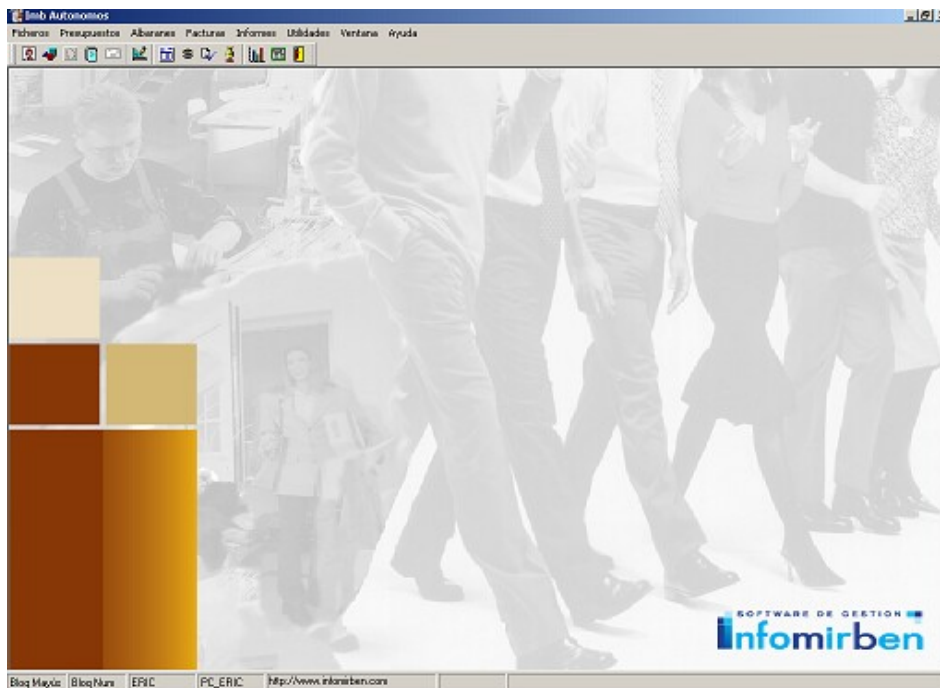 Imb Autonomos
Ficheros Presupuestos Albaranes Facturas Informes Utilidades Ventana Ayuda
SOFTWARE DE GESTION
Infomirben
Bloq Mayús Bloq Num ERIC PC_ERIC http://www.infomirben.com